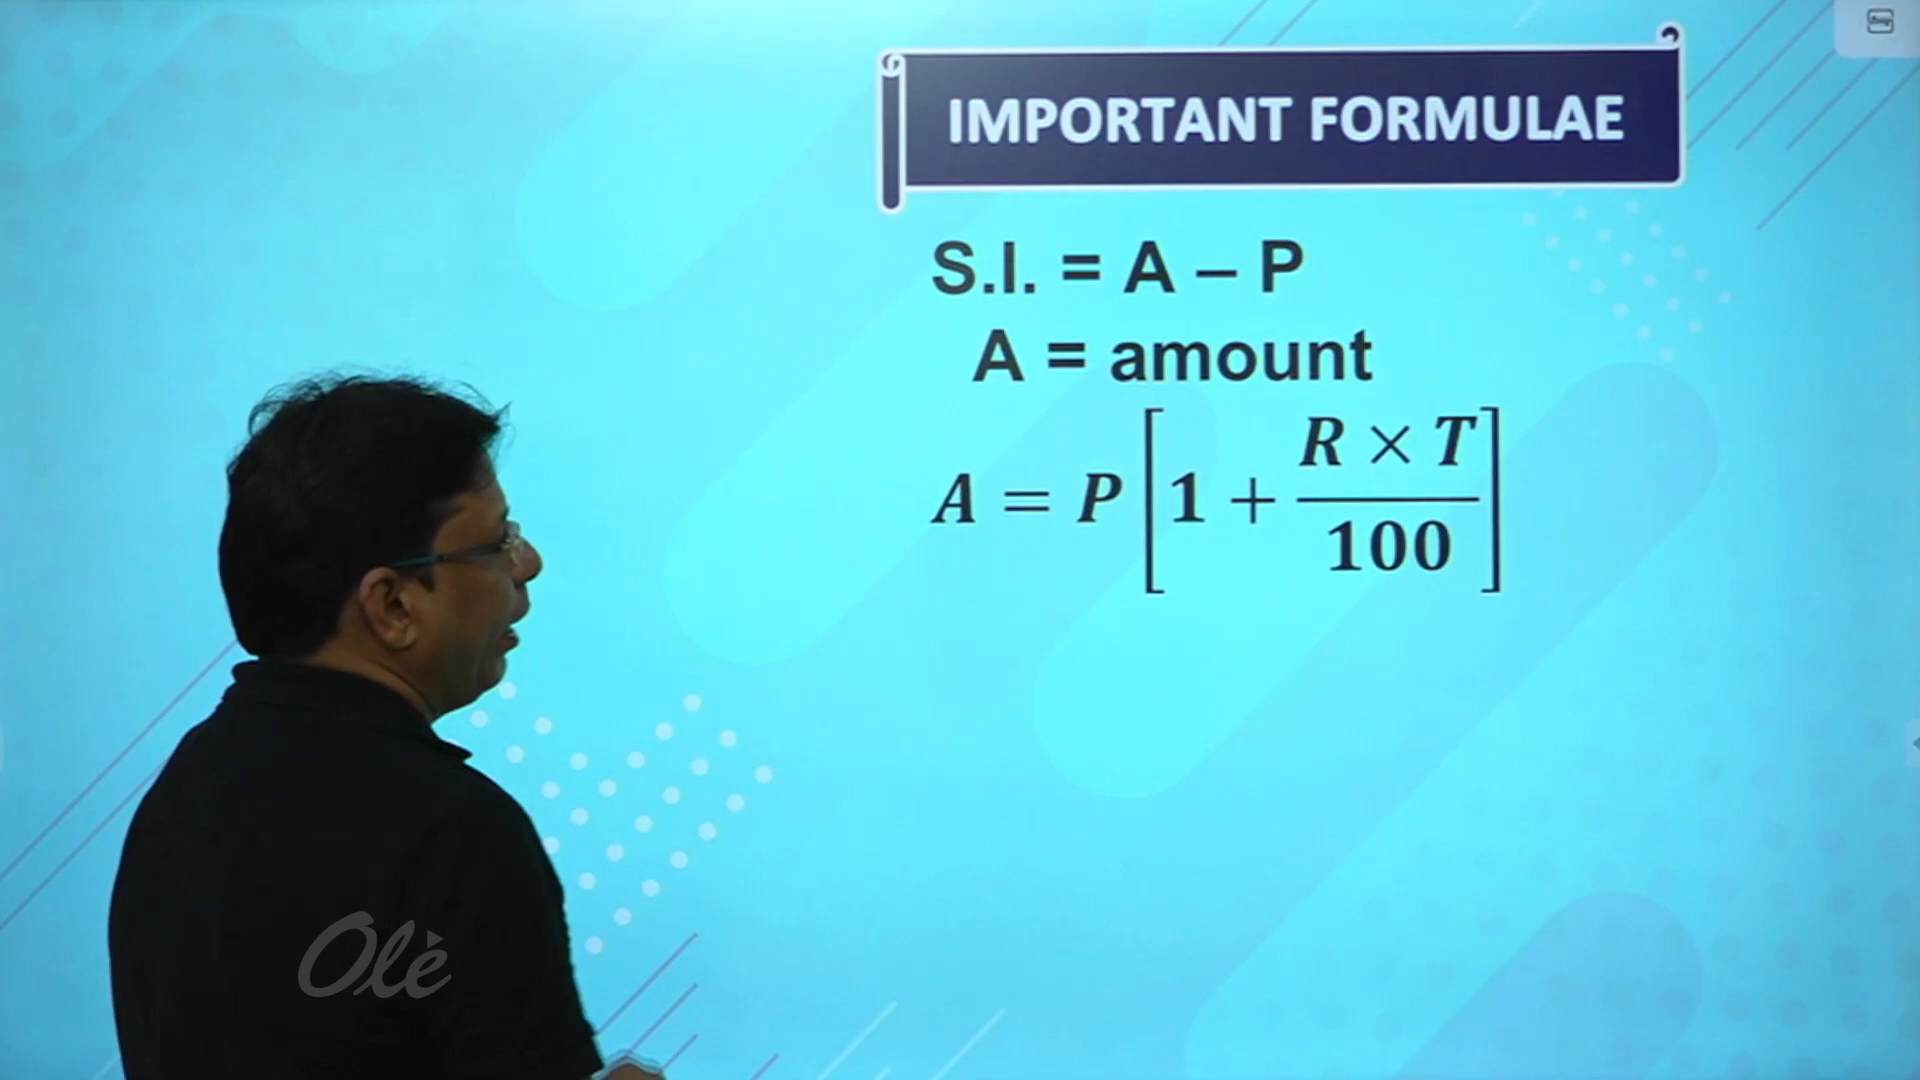 IMPORTANT FORMULAE
S.I. = A – P
A = amount
A = P [1 + R × T / 100]
Olè